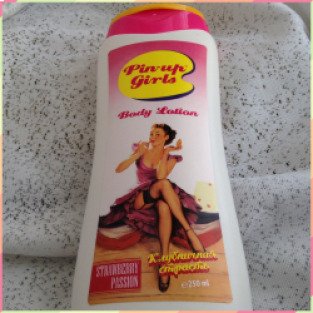 Pin-up
Girls
Body Lotion
STRAWBERRY
PASSION
Клубничная
страсть
e 250 ml